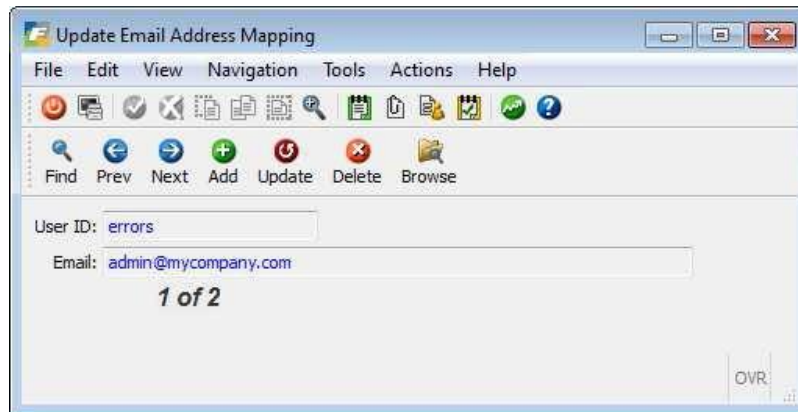 Update Email Address Mapping
File Edit View Navigation Tools Actions Help
Find Prev Next Add Update Delete Browse
User ID: errors
Email: admin@mycompany.com
1 of 2
OVR